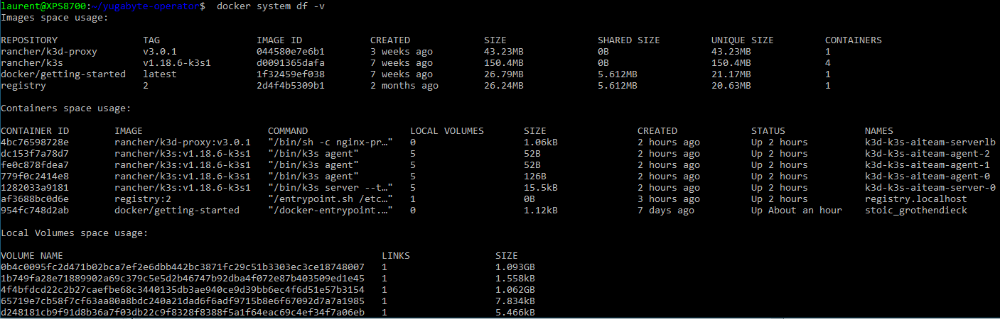 laurent@XPS8700:~/yugabyte-operator$  docker system df -v
Images space usage:
REPOSITORY TAG IMAGE ID CREATED SIZE SHARED SIZE UNIQUE SIZE CONTAINERS
rancher/k3d-proxy v3.0.1 044580e7e6b1 3 weeks ago 43.23MB 0B 43.23MB 1
rancher/k3s v1.18.6-k3s1 d0091365dafa 7 weeks ago 150.4MB 0B 150.4MB 4
docker/getting-started latest 1f32459ef038 7 weeks ago 26.79MB 5.612MB 21.17MB 1
registry 2 2d4f4b5309b1 2 months ago 26.24MB 5.612MB 20.63MB 1
Containers space usage:
CONTAINER ID IMAGE COMMAND LOCAL VOLUMES SIZE CREATED STATUS NAMES
4bc76598728e rancher/k3d-proxy:v3.0.1 "/bin/sh -c nginx-pr…" 0 1.06kB 2 hours ago Up 2 hours k3d-k3s-aiteam-serverlb
dc153f7a78d7 rancher/k3s:v1.18.6-k3s1 "/bin/k3s agent" 5 52B 2 hours ago Up 2 hours k3d-k3s-aiteam-agent-2
fe0c878fdea7 rancher/k3s:v1.18.6-k3s1 "/bin/k3s agent" 5 52B 2 hours ago Up 2 hours k3d-k3s-aiteam-agent-1
779f0c2414e8 rancher/k3s:v1.18.6-k3s1 "/bin/k3s agent" 5 126B 2 hours ago Up 2 hours k3d-k3s-aiteam-agent-0
1282033a9181 rancher/k3s:v1.18.6-k3s1 "/bin/k3s server --t…" 5 15.5kB 2 hours ago Up 2 hours k3d-k3s-aiteam-server-0
af3688bc0d6e registry:2 "/entrypoint.sh /etc…" 1 0B 3 hours ago Up 2 hours registry.localhost
954fc748d2ab docker/getting-started "/docker-entrypoint.…" 0 1.12kB 7 days ago Up About an hour stoic_grothendieck
Local Volumes space usage:
VOLUME NAME LINKS SIZE
0b4c0095fc2d471b02bca7ef2e6dbb442bc3871fc29c51b3303ec3ce18748007 1 1.093GB
1b749fa28e71889902a69c379c5e5d2b46747b92dba4f072e87b403509ed1e45 1 1.558kB
4f4bfdcd22c2b27caefbe68c3440135db3ae940ce9d39bb6ec4f6d51e57b3154 1 1.062GB
65719e7cb58f7cf63aa80a8bdc240a21dad6f6adf9715b8e6f67092d7a7a1985 1 7.834kB
d248181cb9f91d8b36a7f03db22c9f8328f8388f5a1f64eac69c4ef34f7a06eb 1 5.466kB